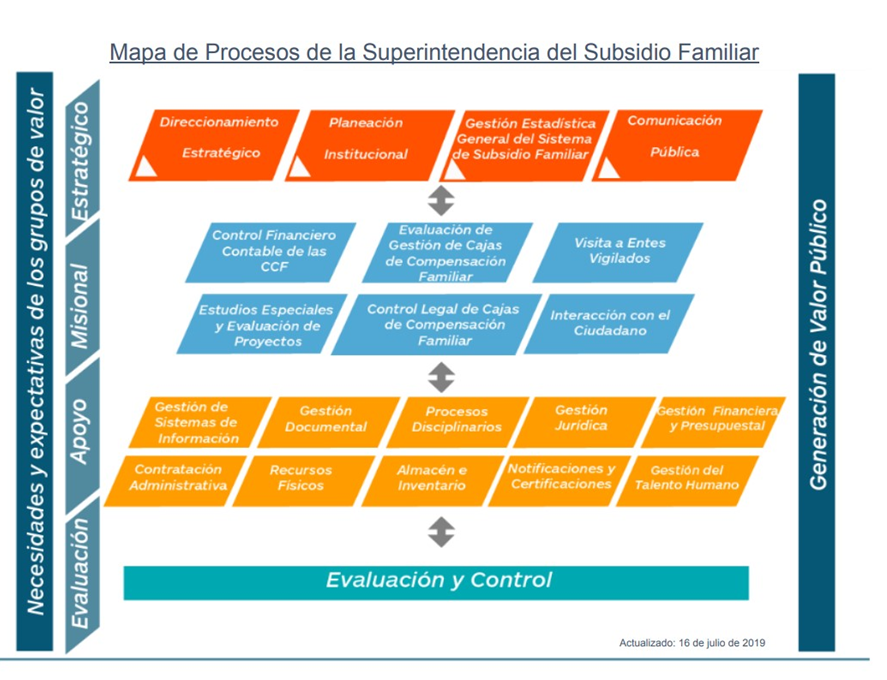 Mapa de Procesos de la Superintendencia del Subsidio Familiar
Necesidades y expectativas de los grupos de valor
Estratégico
Direccionamiento
Estratégico
Planeación
Institucional
Gestión Estadística
General del Sistema
de Subsidio Familiar
Comunicación
Pública
Misional
Control Financiero
Contable de las
CCF
Evaluación de
Gestión de Cajas
de Compensación
Familiar
Visita a Entes
Vigilados
Estudios Especiales
y Evaluación de
Proyectos
Control Legal de Cajas
de Compensación
Familiar
Interacción con el
Ciudadano
Apoyo
Gestión de
Sistemas de
Información
Gestión
Documental
Procesos
Disciplinarios
Gestión
Jurídica
Gestión Financiera
y Presupuestal
Contratación
Administrativa
Recursos
Físicos
Almacén e
Inventario
Notificaciones y
Certificaciones
Gestión del
Talento Humano
Evaluación
Evaluación y Control
Generación de Valor Público
Actualizado: 16 de julio de 2019